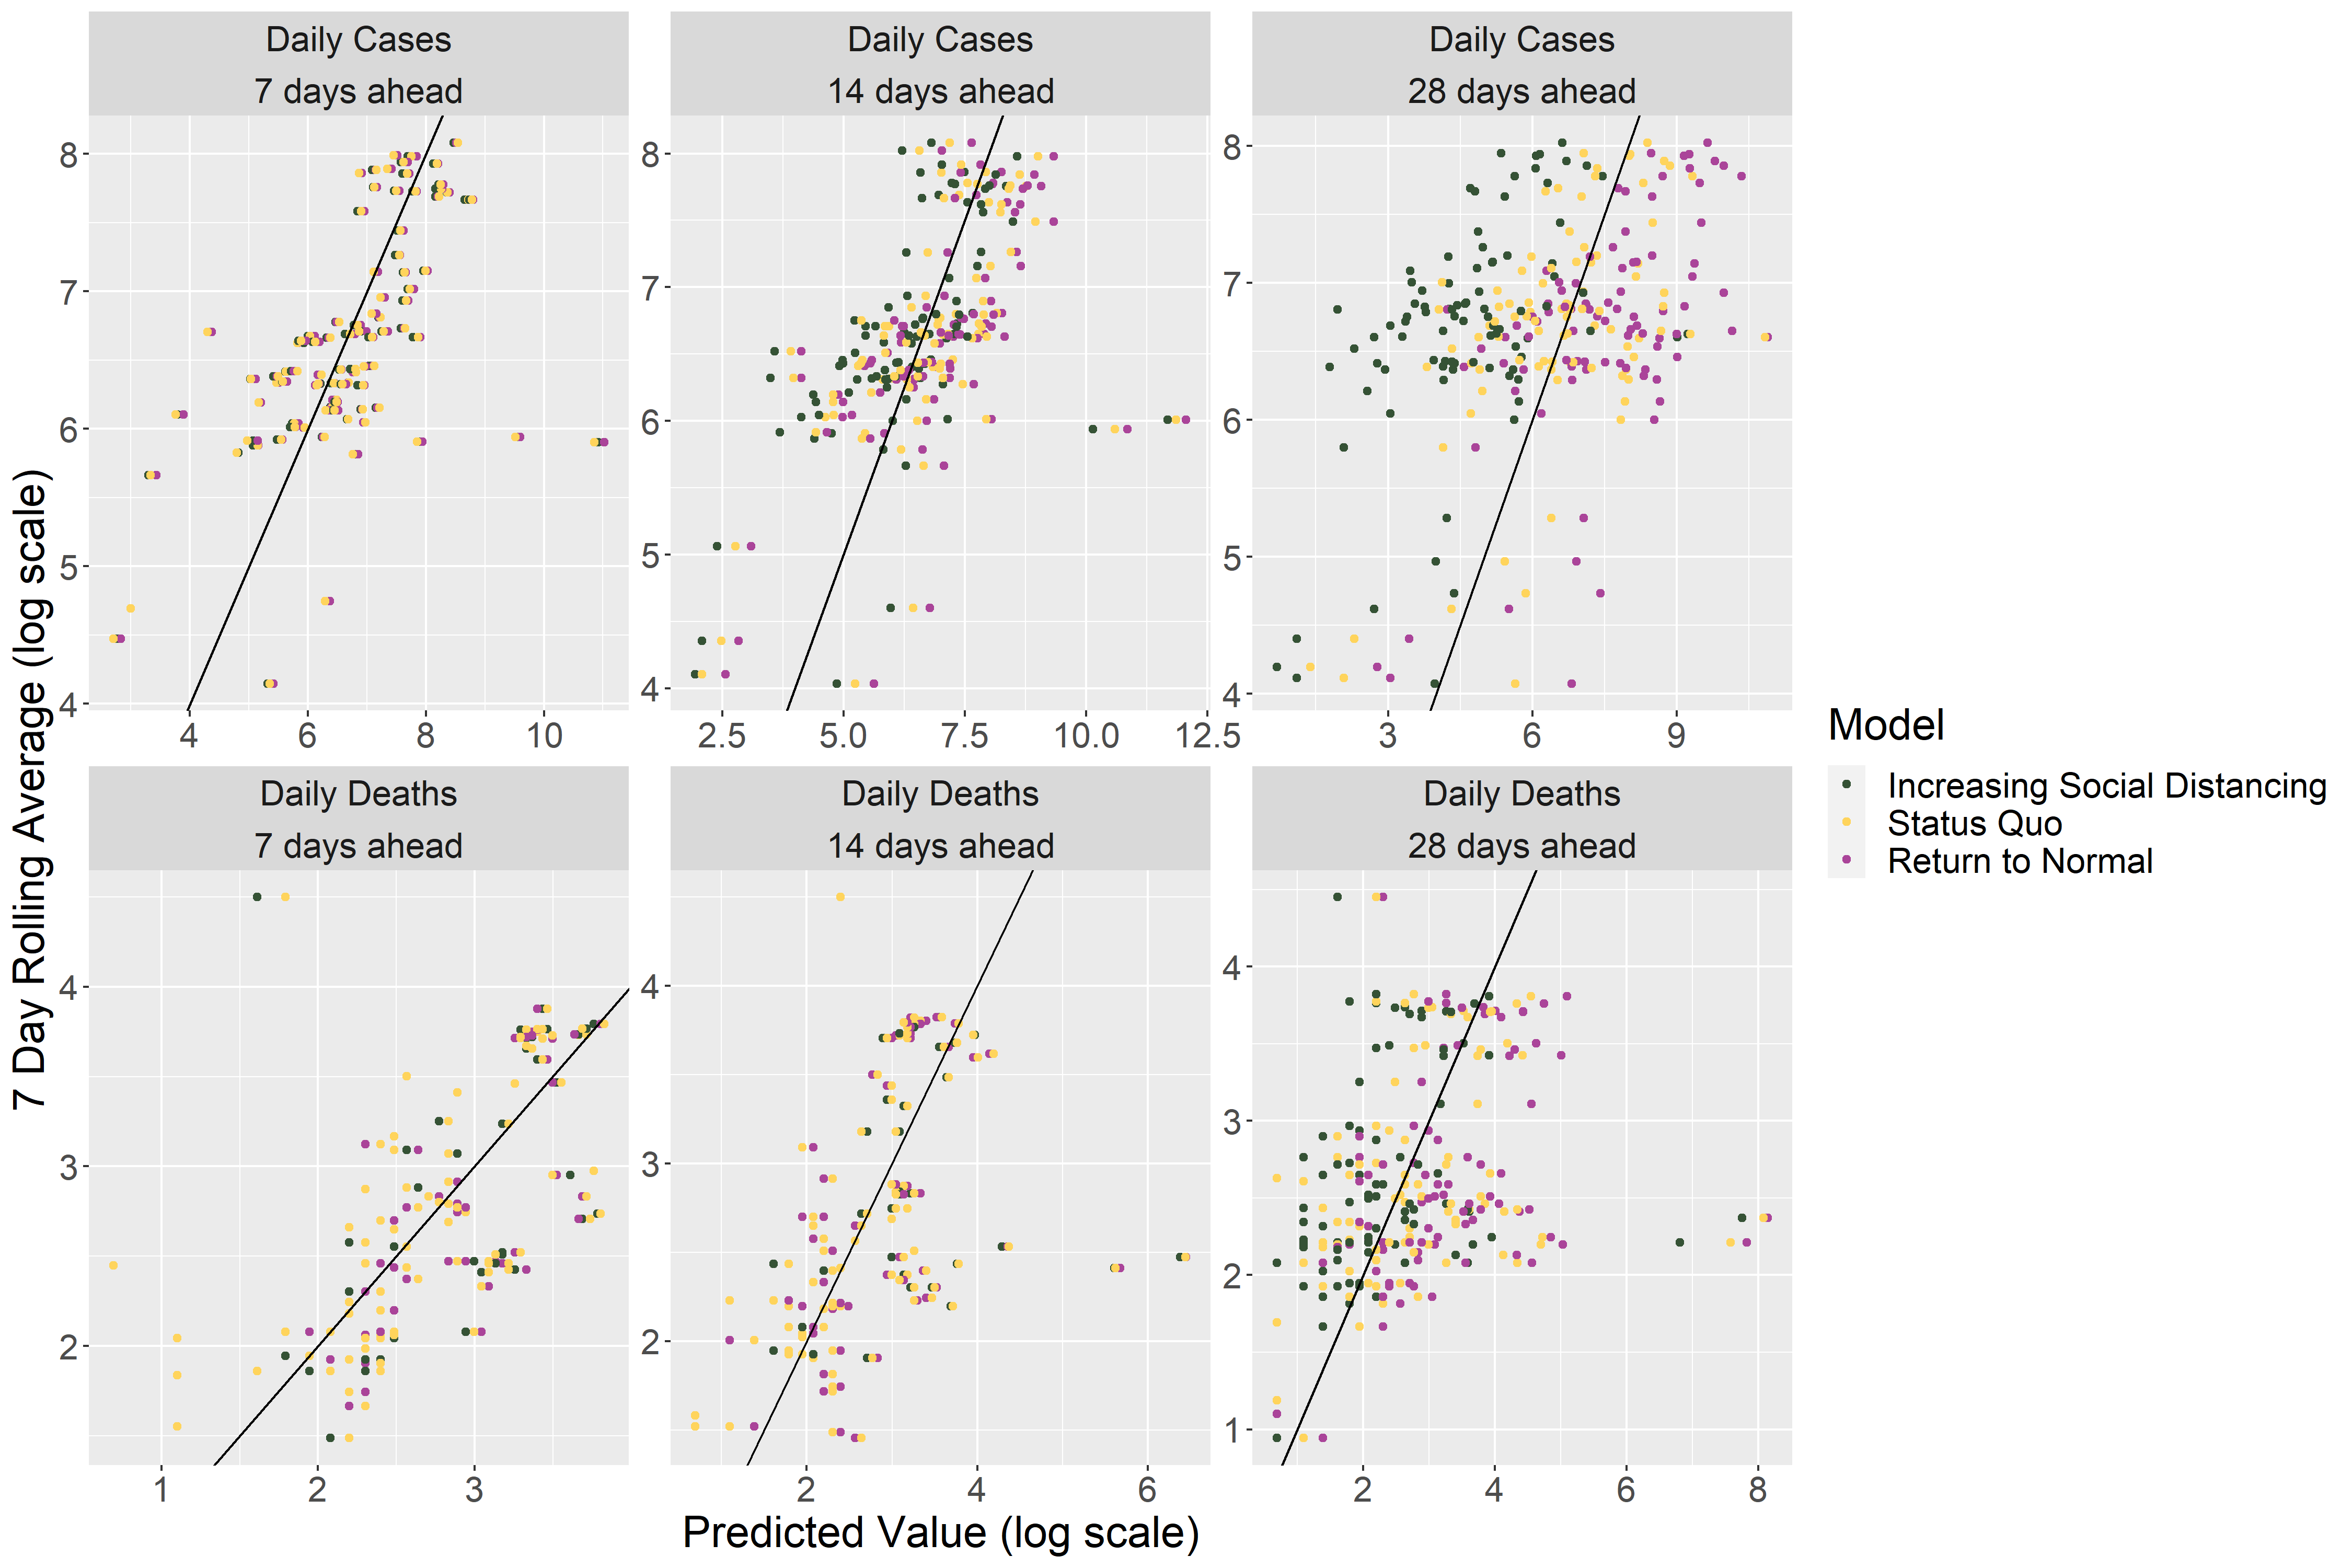 Daily Cases
7 days ahead
Daily Cases
14 days ahead
Daily Cases
28 days ahead
8
7
6
5
4
4 6 8 10
8
7
6
5
4
2.5 5.0 7.5 10.0 12.5
8
7
6
5
4
3 6 9
Daily Deaths
7 days ahead
Daily Deaths
14 days ahead
Daily Deaths
28 days ahead
4
3
2
1 2 3
4
3
2
2 4 6
4
3
2
1
2 4 6 8
7 Day Rolling Average (log scale)
Predicted Value (log scale)
Model
Increasing Social Distancing
Status Quo
Return to Normal